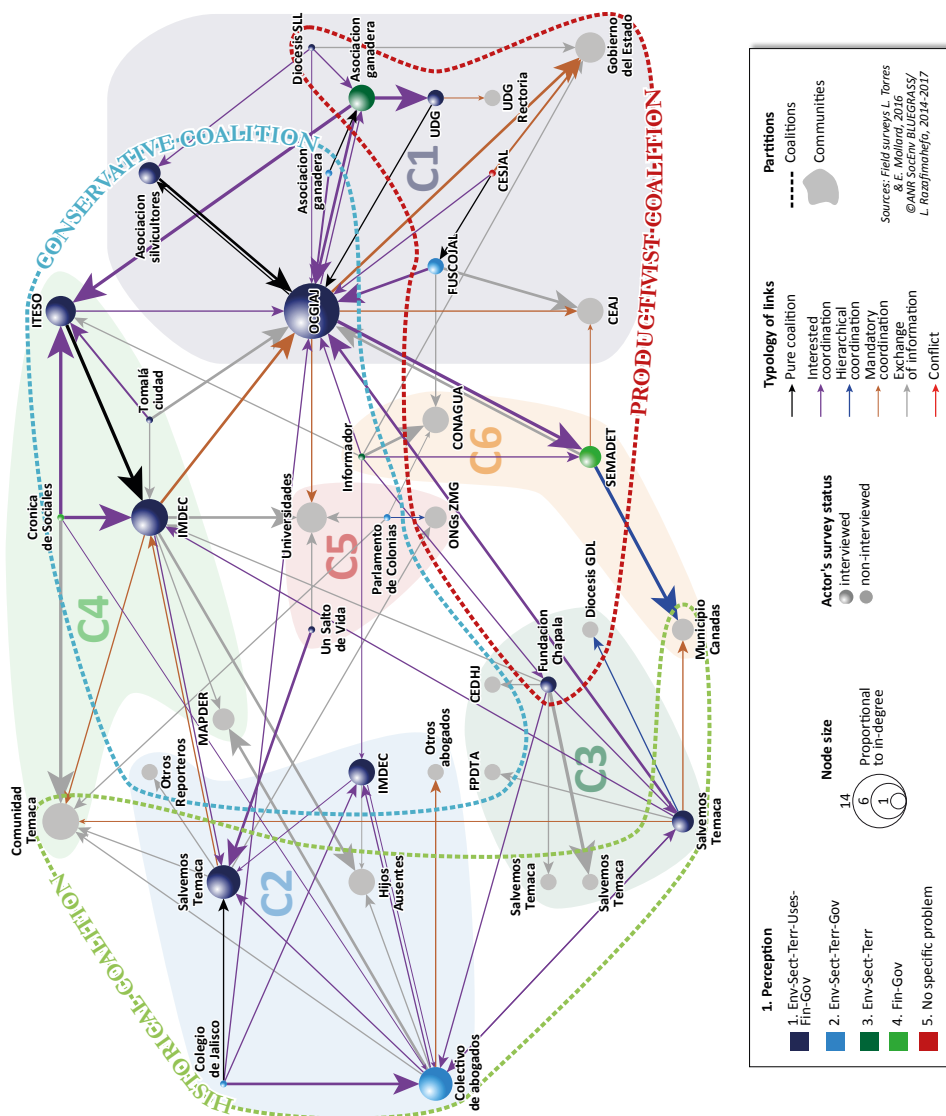 HISTORICAL COALITION
CONSERVATIVE COALITION
PRODUCTIVIST COALITION
C1
C2
C3
C4
C5
C6
Comunidad
Temaca
Cronica
de Sociales
ITESO
Tomalá
ciudad
IMDEC
MAPDER
Asociacion
silvicultores
Diocesis SLL
Asociacion
ganadera
Asociacion
ganadera
UDG
UDG
Rectoria
Gobierno
del Estado
CESJAL
OCGIAJ
FUSCOJAL
CEAJ
Universidades
Informador
CONAGUA
SEMADET
Un Salto
de Vida
Parlamento
de Colonias
ONGs ZMG
Otros
Reporteros
Salvemos
Temaca
IMDEC
Hijos
Ausentes
Otros
abogados
Colegio
de Jalisco
Colectivo
de abogados
FPDTA
CEDHJ
Fundación
Chapala
Diocesis GDL
Municipio
Canadas
Salvemos
Temaca
Salvemos
Temaca
Salvemos
Temaca
1. Perception
1. Env-Sect-Terr-Uses-
Fin-Gov
2. Env-Sect-Terr-Gov
3. Env-Sect-Terr
4. Fin-Gov
5. No specific problem
Node size
14
6
1
Proportional
to in-degree
Actor's survey status
interviewed
non-interviewed
Typology of links
Pure coalition
Interested
coordination
Hierarchical
coordination
Mandatory
coordination
Exchange
of information
Conflict
Partitions
Coalitions
Communities
Sources: Field surveys L. Torres
& E. Mollard, 2016
©ANR SocEnv BLUEGRASS/
L. Razafimahefa, 2014-2017